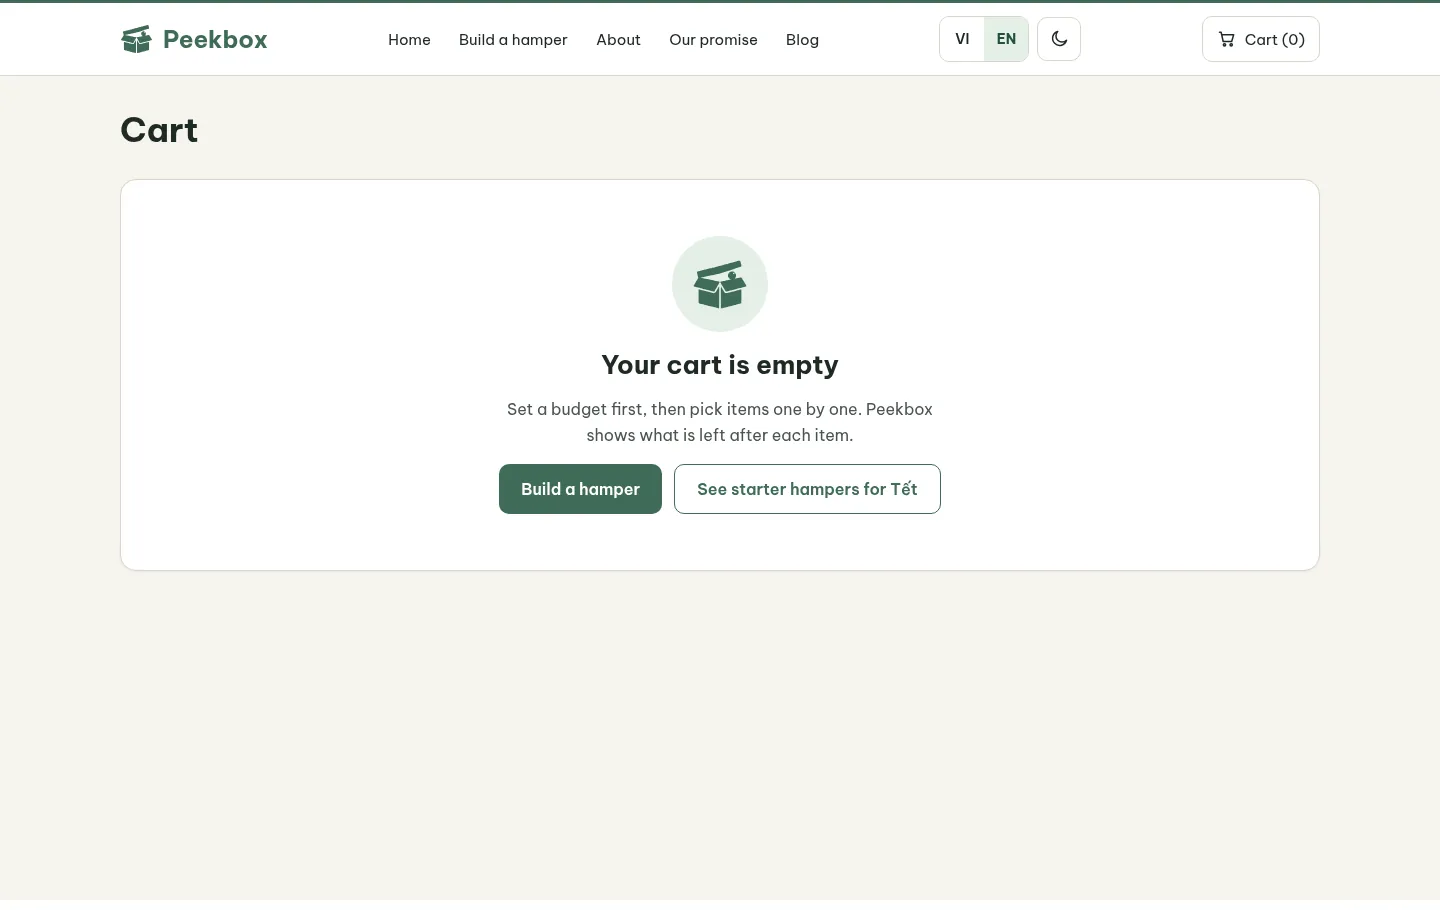 Peekbox
Home
Build a hamper
About
Our promise
Blog
VI
EN
Cart (0)
Cart
Your cart is empty
Set a budget first, then pick items one by one. Peekbox
shows what is left after each item.
Build a hamper
See starter hampers for Tết